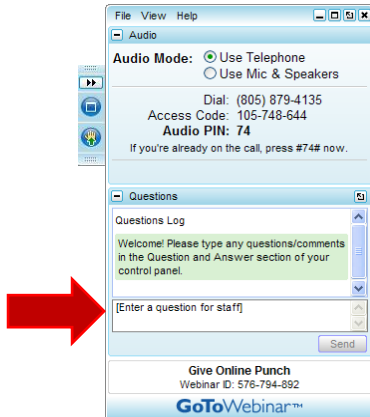 File View Help
Audio
Audio Mode: Use Telephone
Use Mic & Speakers
Dial: (805) 879-4135
Access Code: 105-748-644
Audio PIN: 74
If you're already on the call, press #74# now.
Questions
Questions Log
Welcome! Please type any questions/comments
in the Question and Answer section of your
control panel.
[Enter a question for staff]
Send
Give Online Punch
Webinar ID: 576-794-892
GoToWebinar™